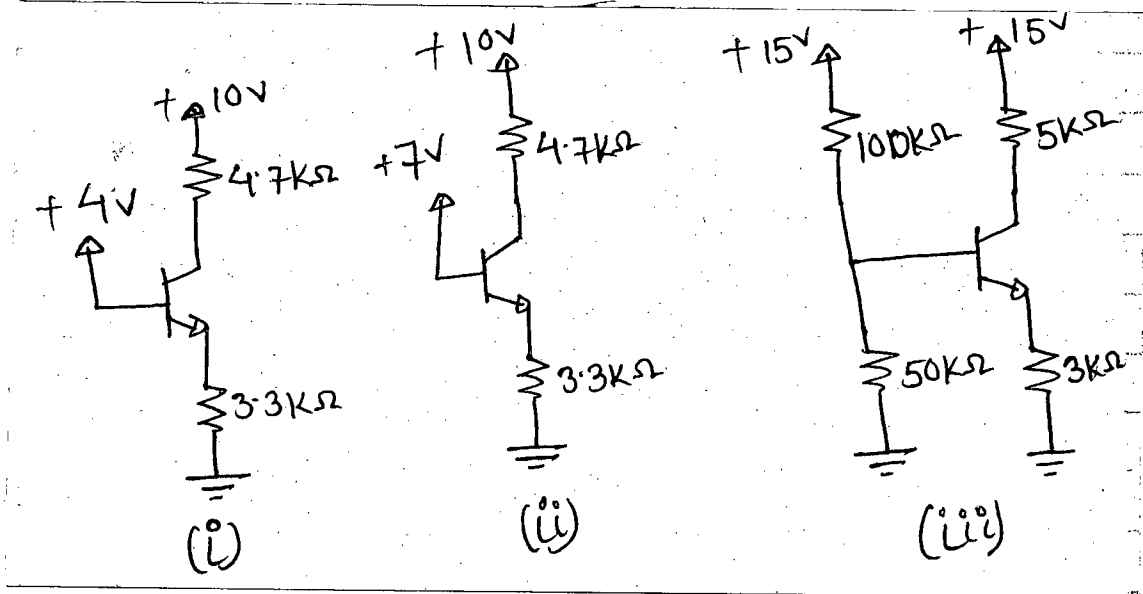 +10V
4.7KΩ
+4V
3.3KΩ
(i)
+10V
4.7KΩ
+7V
3.3KΩ
(ii)
+15V
100KΩ
+15V
5KΩ
50KΩ
3KΩ
(iii)